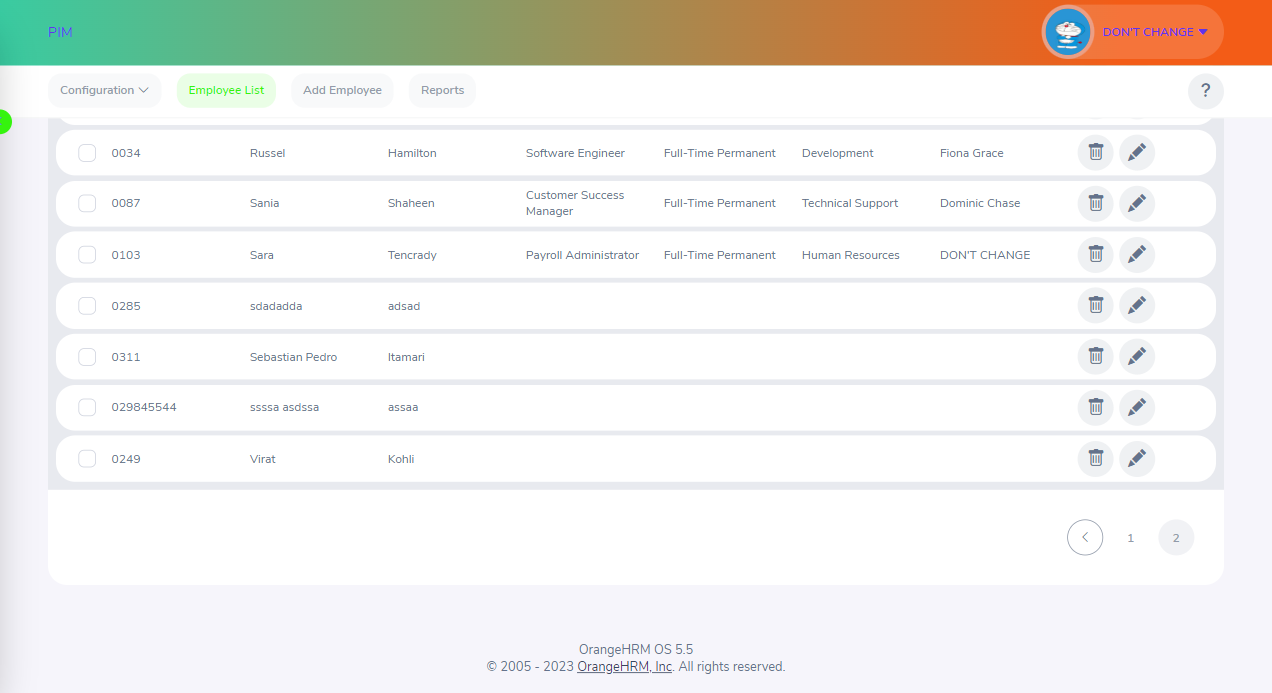 PIM
DON'T CHANGE
Configuration Employee List Add Employee Reports ?
0034 Russel Hamilton Software Engineer Full-Time Permanent Development Fiona Grace
0087 Sania Shaheen Customer Success Manager Full-Time Permanent Technical Support Dominic Chase
0103 Sara Tencrady Payroll Administrator Full-Time Permanent Human Resources DON'T CHANGE
0285 sdadadda adsad
0311 Sebastian Pedro Itamari
029845544 ssssa asdssa assaa
0249 Virat Kohli
1 2
OrangeHRM OS 5.5
© 2005 - 2023 OrangeHRM, Inc. All rights reserved.